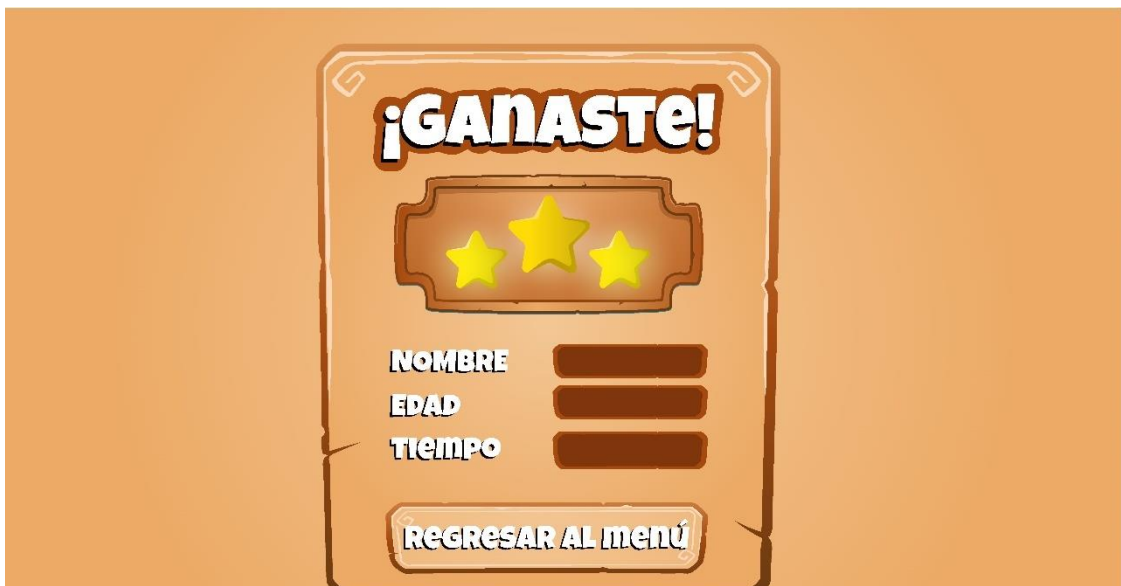 ¡GANASTE!
NOMBRE
EDAD
TIEMPO
REGRESAR AL MENÚ